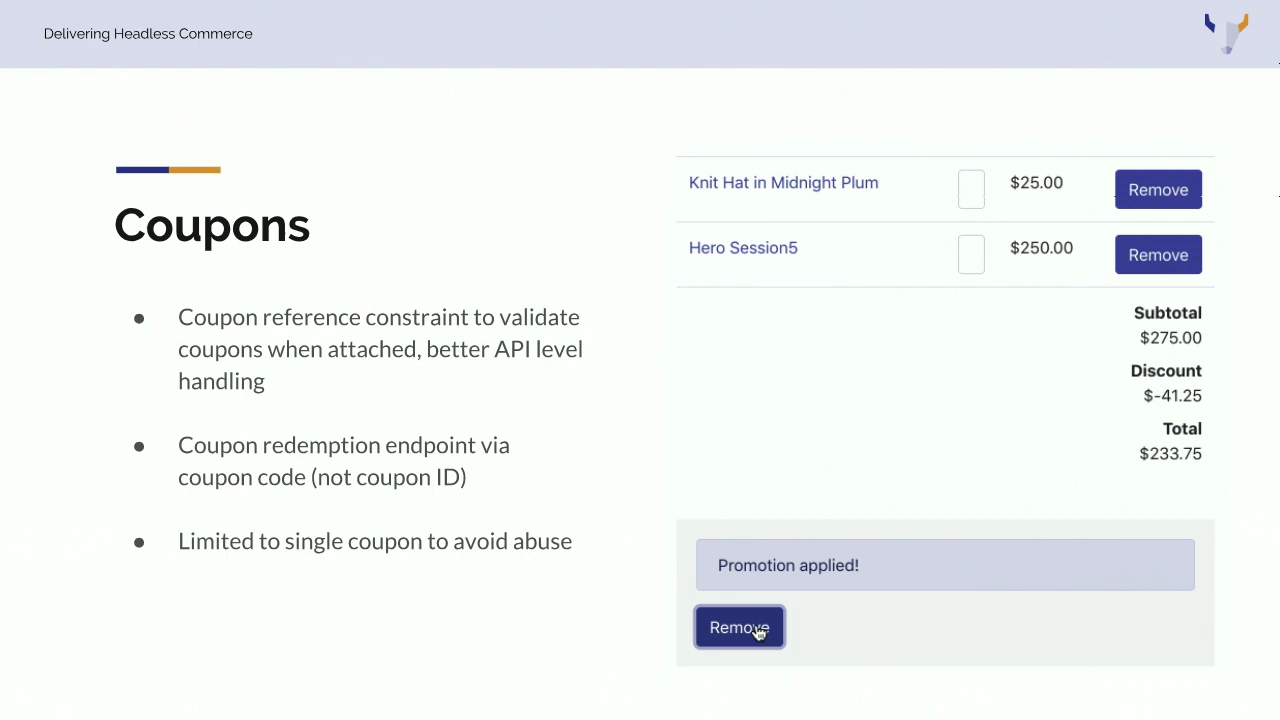 Delivering Headless Commerce
Coupons
● Coupon reference constraint to validate
coupons when attached, better API level
handling
● Coupon redemption endpoint via
coupon code (not coupon ID)
● Limited to single coupon to avoid abuse
Knit Hat in Midnight Plum $25.00 Remove
Hero Session5 $250.00 Remove
Subtotal
$275.00
Discount
$-41.25
Total
$233.75
Promotion applied!
Remove